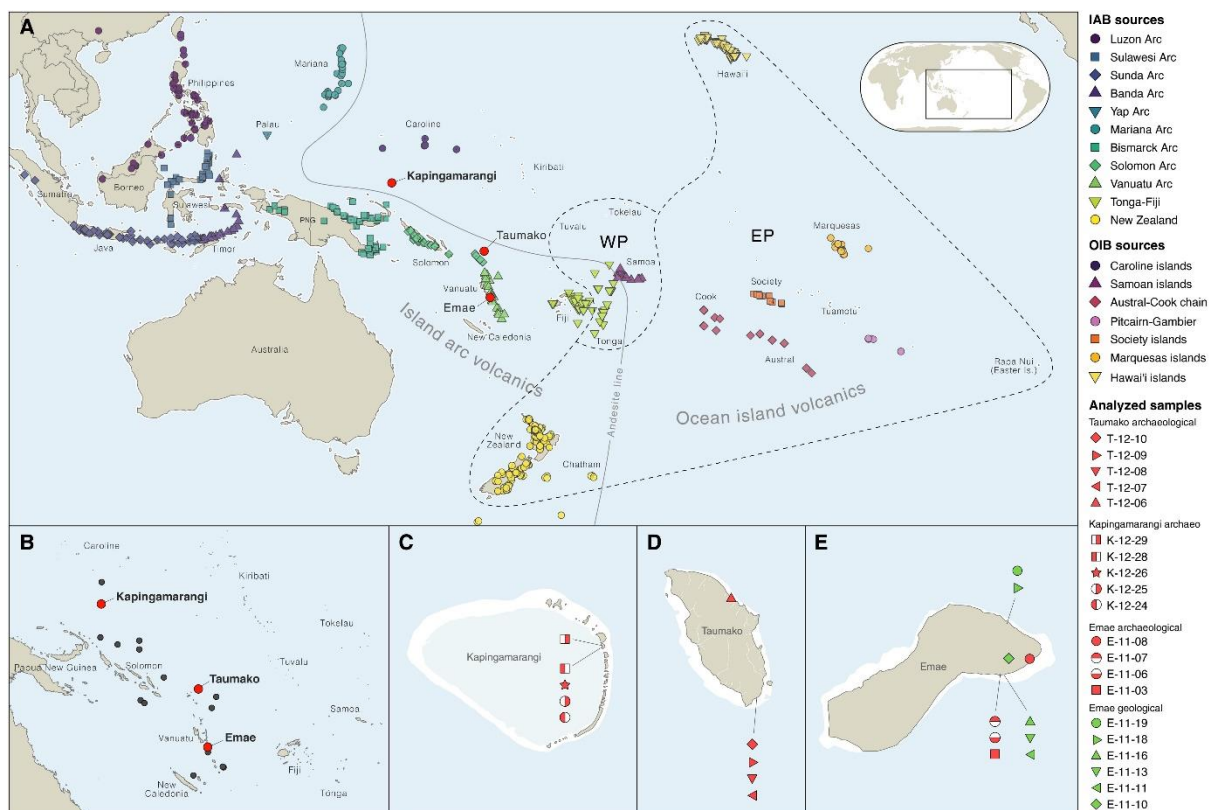 A
Mariana
Philippines
Palau
Caroline
Kiribati
Kapingamarangi
Borneo
Sumatra
Sulawesi
Java
Timor
PNG
Solomon
Taumako
Tuvalu
Tokelau
WP
Samoa
EP
Hawai'i
Marquesas
Vanuatu
Emae
Fiji
Tonga
New Caledonia
Cook
Society
Tuamotu
Austral
Rapa Nui
(Easter Is.)
Australia
Island arc volcanics
Andesite line
Ocean island volcanics
New
Zealand
Chatham
B
Caroline
Kapingamarangi
Kiribati
Tokelau
Papua New Guinea
Solomon
Tuvalu
Taumako
Samoa
Vanuatu
Emae
Fiji
Tonga
New
Caledonia
C
Kapingamarangi
D
Taumako
E
Emae
IAB sources
Luzon Arc
Sulawesi Arc
Sunda Arc
Banda Arc
Yap Arc
Mariana Arc
Bismarck Arc
Solomon Arc
Vanuatu Arc
Tonga-Fiji
New Zealand
OIB sources
Caroline islands
Samoan islands
Austral-Cook chain
Pitcairn-Gambier
Society islands
Marquesas islands
Hawai'i islands
Analyzed samples
Taumako archaeological
T-12-10
T-12-09
T-12-08
T-12-07
T-12-06
Kapingamarangi archaeo
K-12-29
K-12-28
K-12-26
K-12-25
K-12-24
Emae archaeological
E-11-08
E-11-07
E-11-06
E-11-03
Emae geological
E-11-19
E-11-18
E-11-16
E-11-13
E-11-11
E-11-10